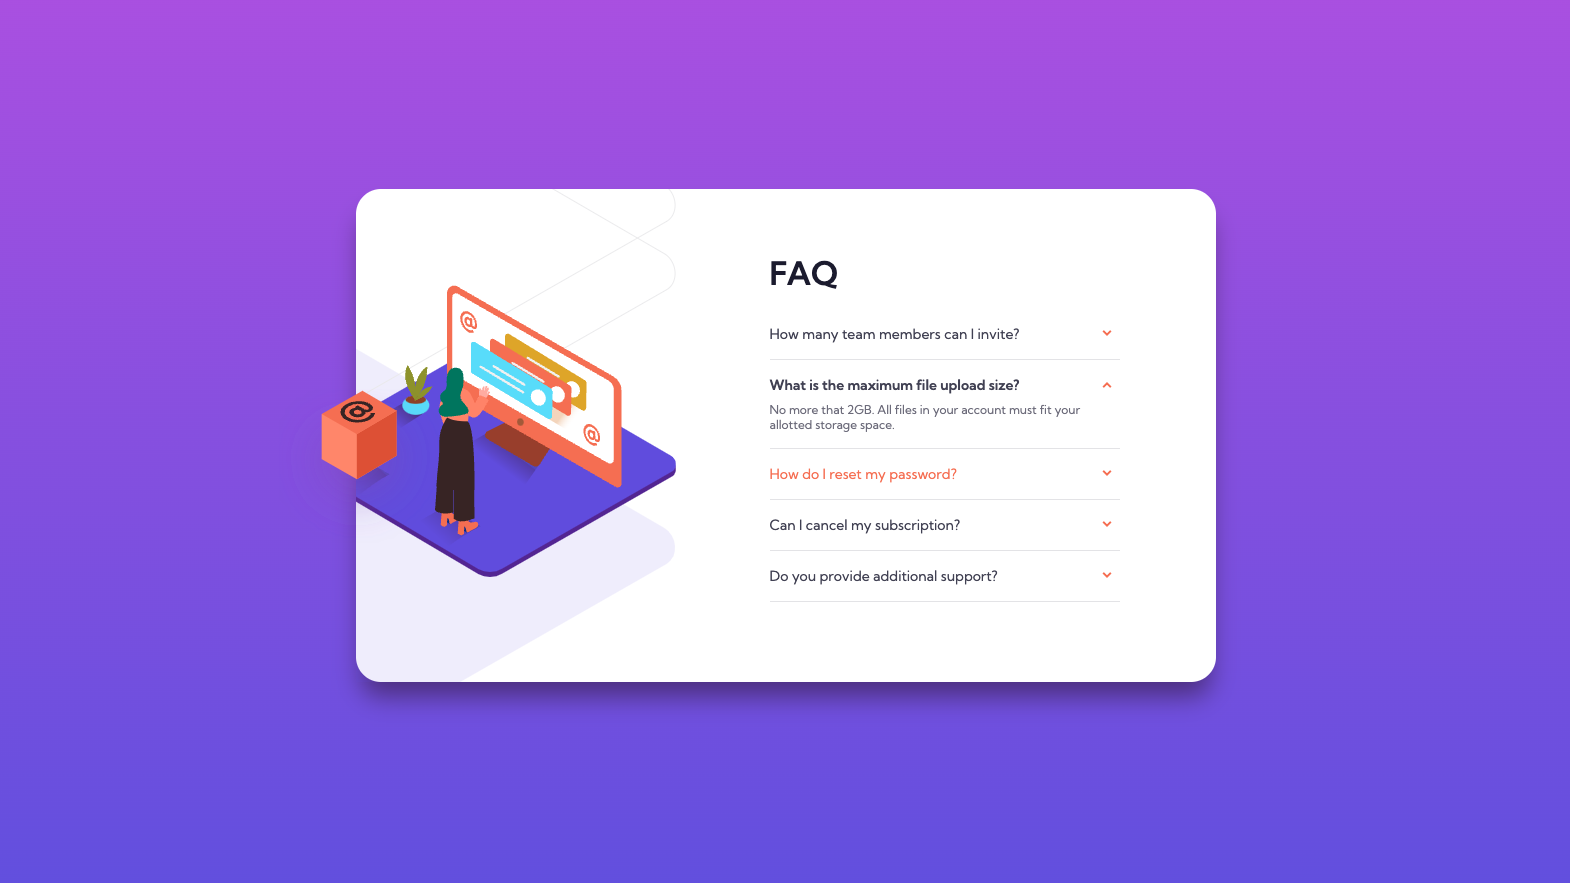 FAQ
How many team members can I invite?
What is the maximum file upload size?
No more that 2GB. All files in your account must fit your
allotted storage space.
How do I reset my password?
Can I cancel my subscription?
Do you provide additional support?
@
@
@